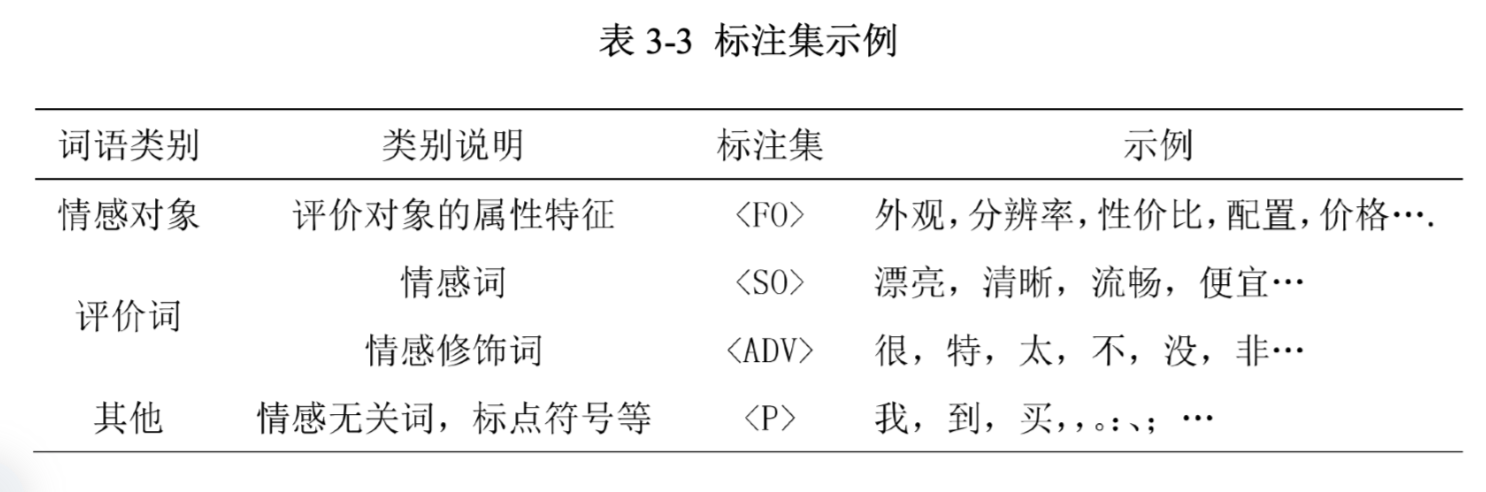 表 3-3 标注集示例
词语类别 类别说明 标注集 示例
情感对象 评价对象的属性特征 <FO> 外观，分辨率，性价比，配置，价格….
评价词
情感词 <SO> 漂亮，清晰，流畅，便宜…
情感修饰词 <ADV> 很，特，太，不，没，非…
其他 情感无关词，标点符号等 <P> 我，到，买，，。：、；…